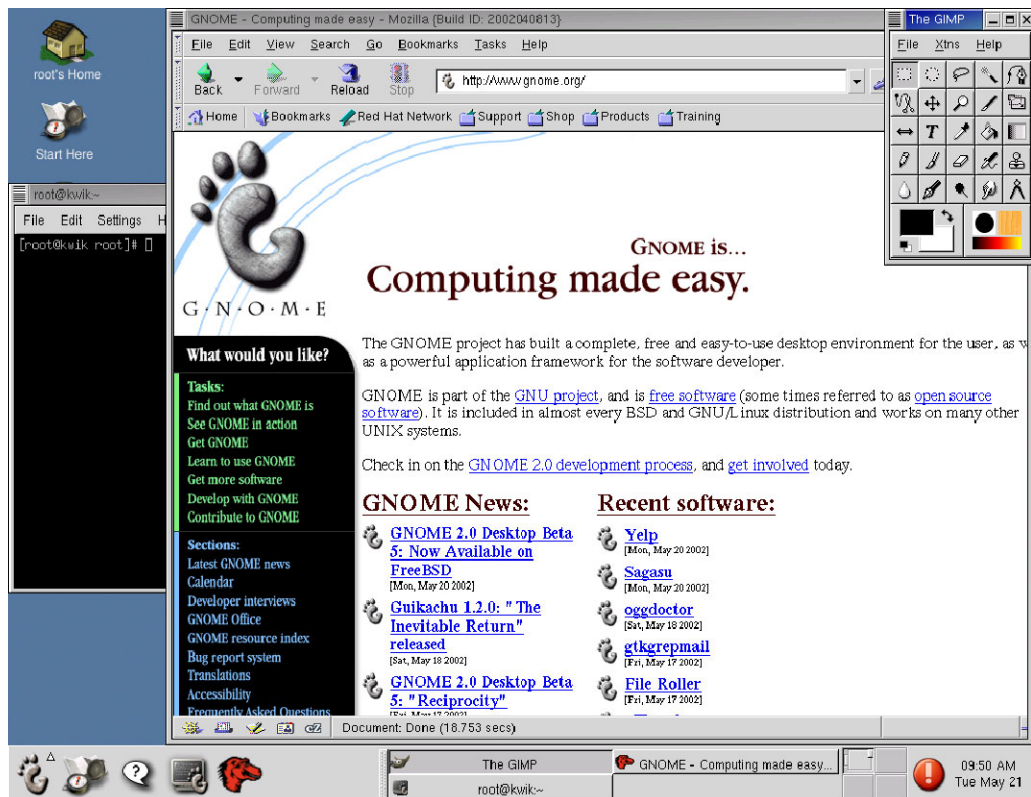 root's Home
Start Here
root@kwik:~
File Edit Settings H
[root@kwik root]#
GNOME - Computing made easy - Mozilla {Build ID: 2002040813}
File Edit View Search Go Bookmarks Tasks Help
Back Forward Reload Stop http://www.gnome.org/
Home Bookmarks Red Hat Network Support Shop Products Training
G·N·O·M·E
GNOME is...
Computing made easy.
What would you like?
Tasks:
Find out what GNOME is
See GNOME in action
Get GNOME
Learn to use GNOME
Get more software
Develop with GNOME
Contribute to GNOME
Sections:
Latest GNOME news
Calendar
Developer interviews
GNOME Office
GNOME resource index
Bug report system
Translations
Accessibility
Frequently Asked Questions
The GNOME project has built a complete, free and easy-to-use desktop environment for the user, as w
as a powerful application framework for the software developer.
GNOME is part of the GNU project, and is free software (some times referred to as open source
software). It is included in almost every BSD and GNU/Linux distribution and works on many other
UNIX systems.
Check in on the GNOME 2.0 development process, and get involved today.
GNOME News:
GNOME 2.0 Desktop Beta
5: Now Available on
FreeBSD
[Mon, May 20 2002]
Guikachu 1.2.0: "The
Inevitable Return"
released
[Sat, May 18 2002]
GNOME 2.0 Desktop Beta
5: "Reciprocity"
[Fri, May 17 2002]
Recent software:
Yelp
[Mon, May 20 2002]
Sagasu
[Mon, May 20 2002]
oggdoctor
[Sat, May 18 2002]
gtkgrepmail
[Fri, May 17 2002]
File Roller
[Fri, May 17 2002]
Document: Done (18.753 secs)
The GIMP
File Xtns Help
The GIMP
GNOME - Computing made easy...
root@kwik:~
09:50 AM
Tue May 21